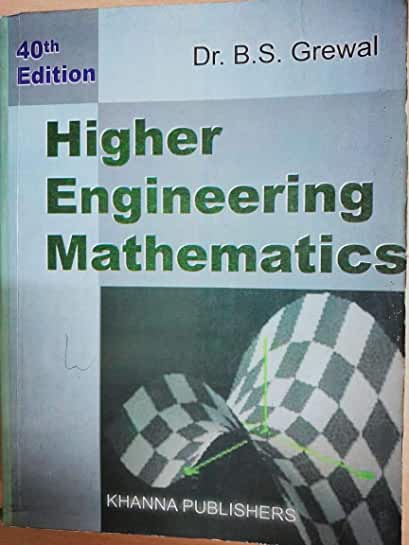 40th
Edition
Dr. B.S. Grewal
Higher
Engineering
Mathematics
KHANNA PUBLISHERS